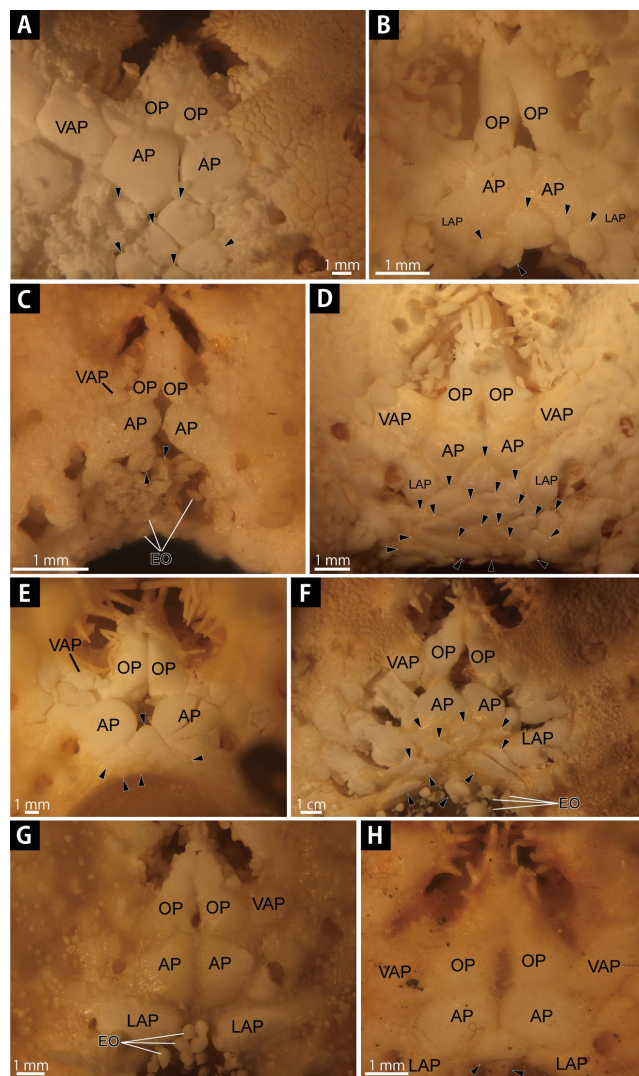 A
OP OP
VAP
AP AP
1 mm
B
OP OP
AP AP
LAP LAP
1 mm
C
VAP OP OP
AP AP
EO
1 mm
D
OP OP
VAP VAP
AP AP
LAP LAP
1 mm
E
VAP
OP OP
AP AP
1 mm
F
VAP OP OP
AP AP
LAP
1 cm
EO
G
OP OP VAP
AP AP
LAP LAP
EO
1 mm
H
VAP OP OP VAP
AP AP
LAP LAP
1 mm